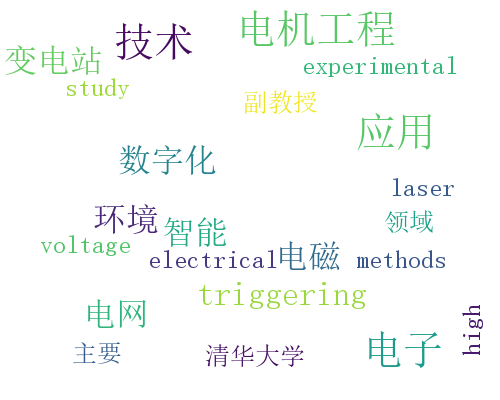 技术
电机工程
变电站
experimental
study
副教授
应用
数字化
laser
环境
智能
领域
voltage
electrical
电磁
methods
triggering
电网
high
主要
清华大学
电子